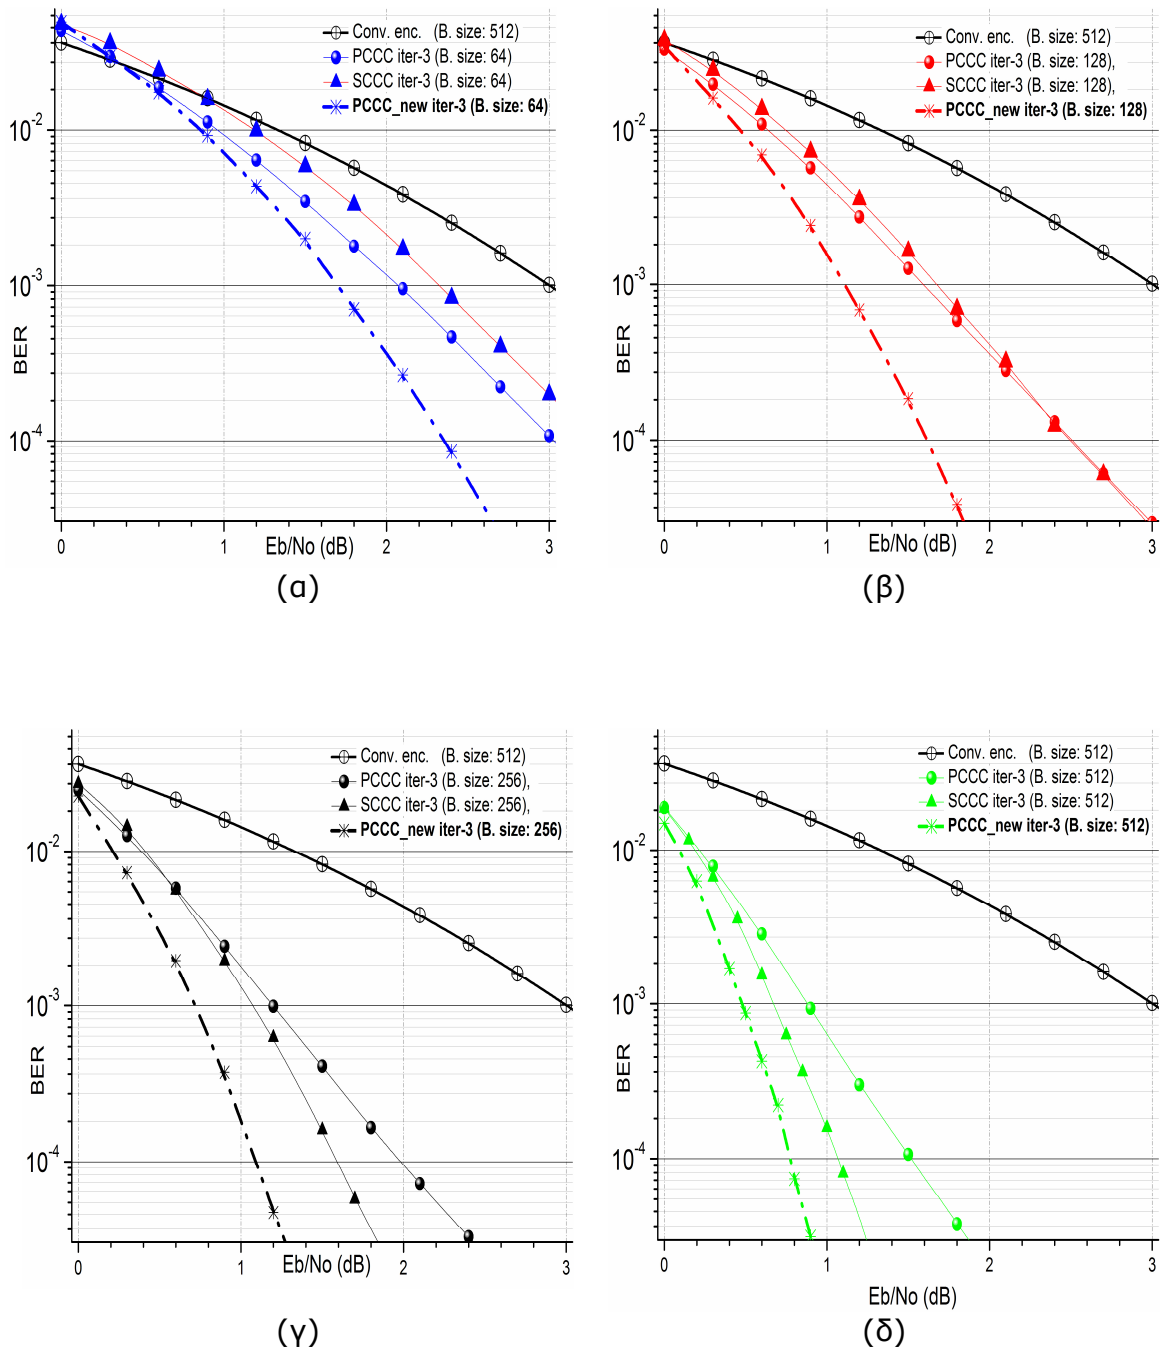 Conv. enc. (B. size: 512)
PCCC iter-3 (B. size: 64)
SCCC iter-3 (B. size: 64)
PCCC_new iter-3 (B. size: 64)
10-2
10-3
10-4
BER
0 1 2 3
Eb/No (dB)
(α)
Conv. enc. (B. size: 512)
PCCC iter-3 (B. size: 128),
SCCC iter-3 (B. size: 128),
PCCC_new iter-3 (B. size: 128)
10-2
10-3
10-4
BER
0 1 2 3
Eb/No (dB)
(β)
Conv. enc. (B. size: 512)
PCCC iter-3 (B. size: 256),
SCCC iter-3 (B. size: 256),
PCCC_new iter-3 (B. size: 256)
10-2
10-3
10-4
BER
0 1 2 3
Eb/No (dB)
(γ)
Conv. enc. (B. size: 512)
PCCC iter-3 (B. size: 512)
SCCC iter-3 (B. size: 512)
PCCC_new iter-3 (B. size: 512)
10-2
10-3
10-4
BER
0 1 2 3
Eb/No (dB)
(δ)